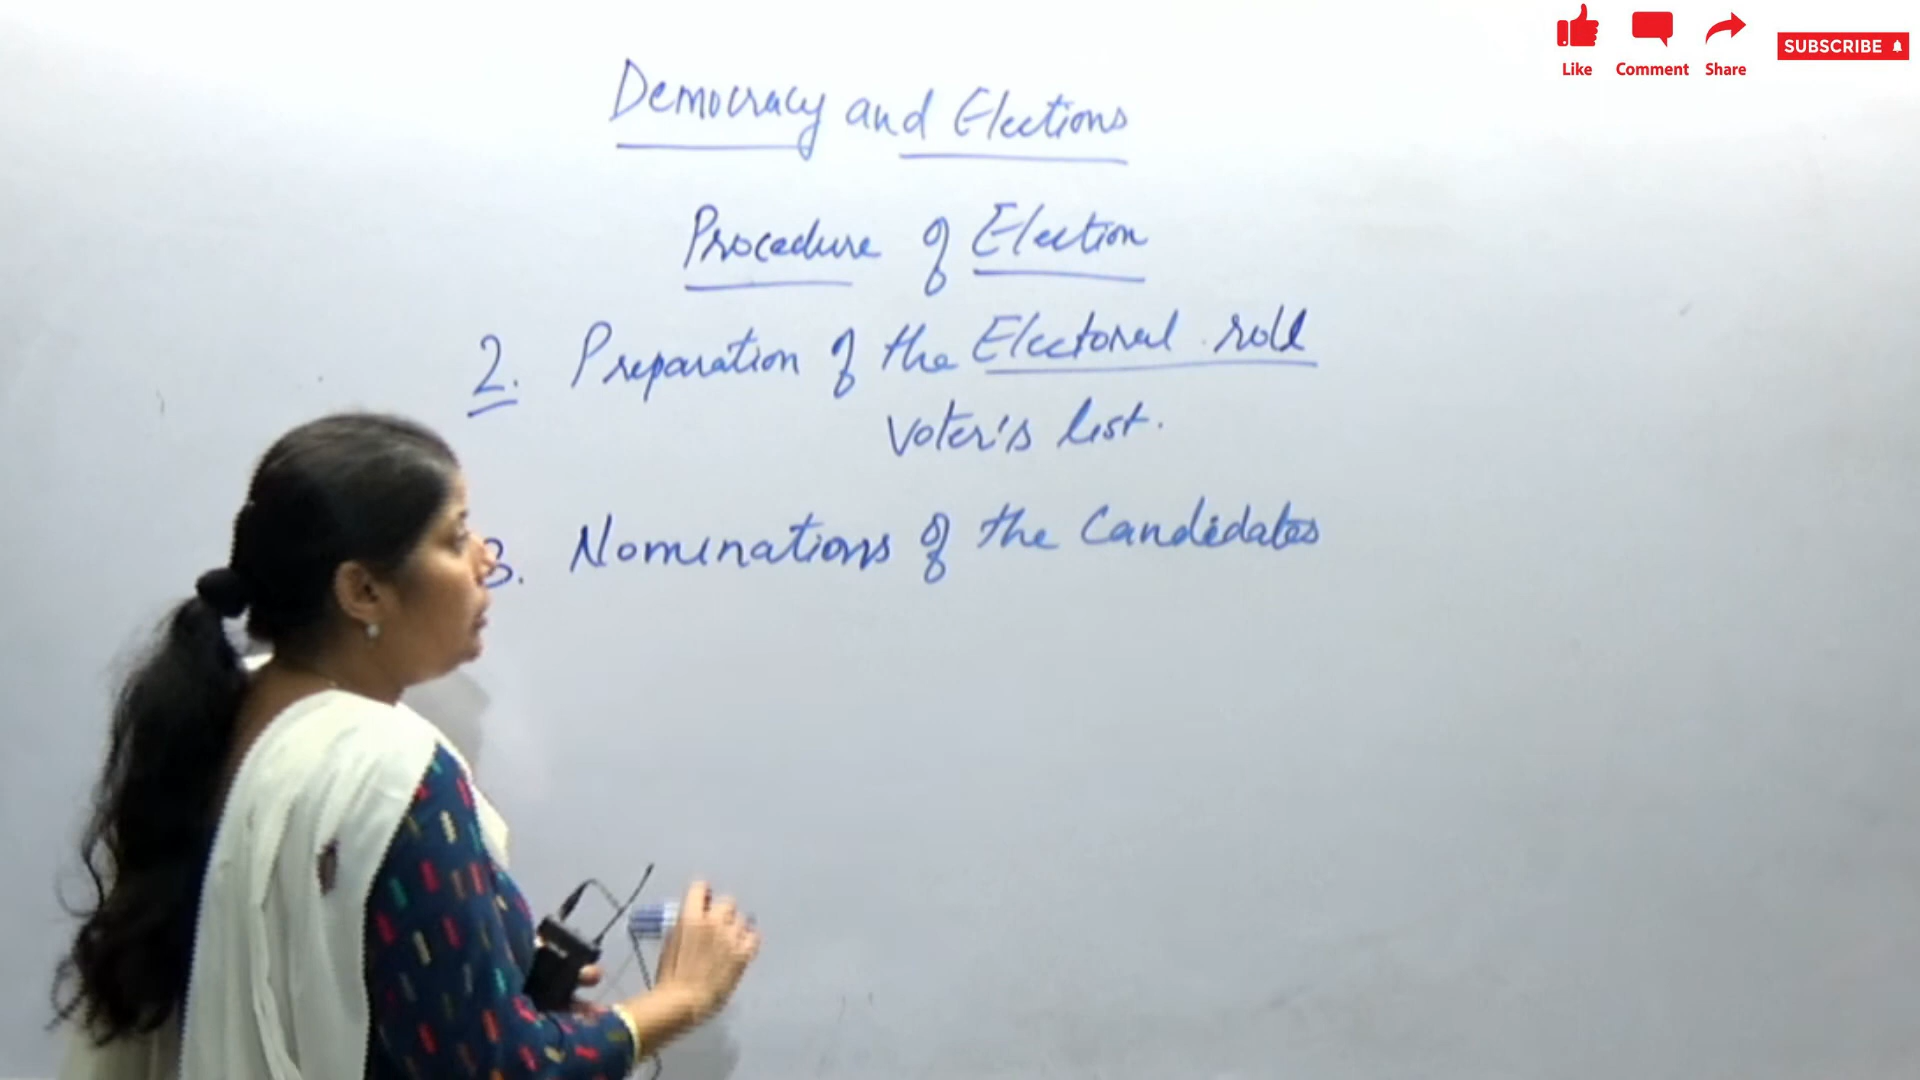 Like Comment Share SUBSCRIBE
Democracy and Elections
Procedure of Election
2. Preparation of the Electoral roll
Voter's list.
3. Nominations of the Candidates